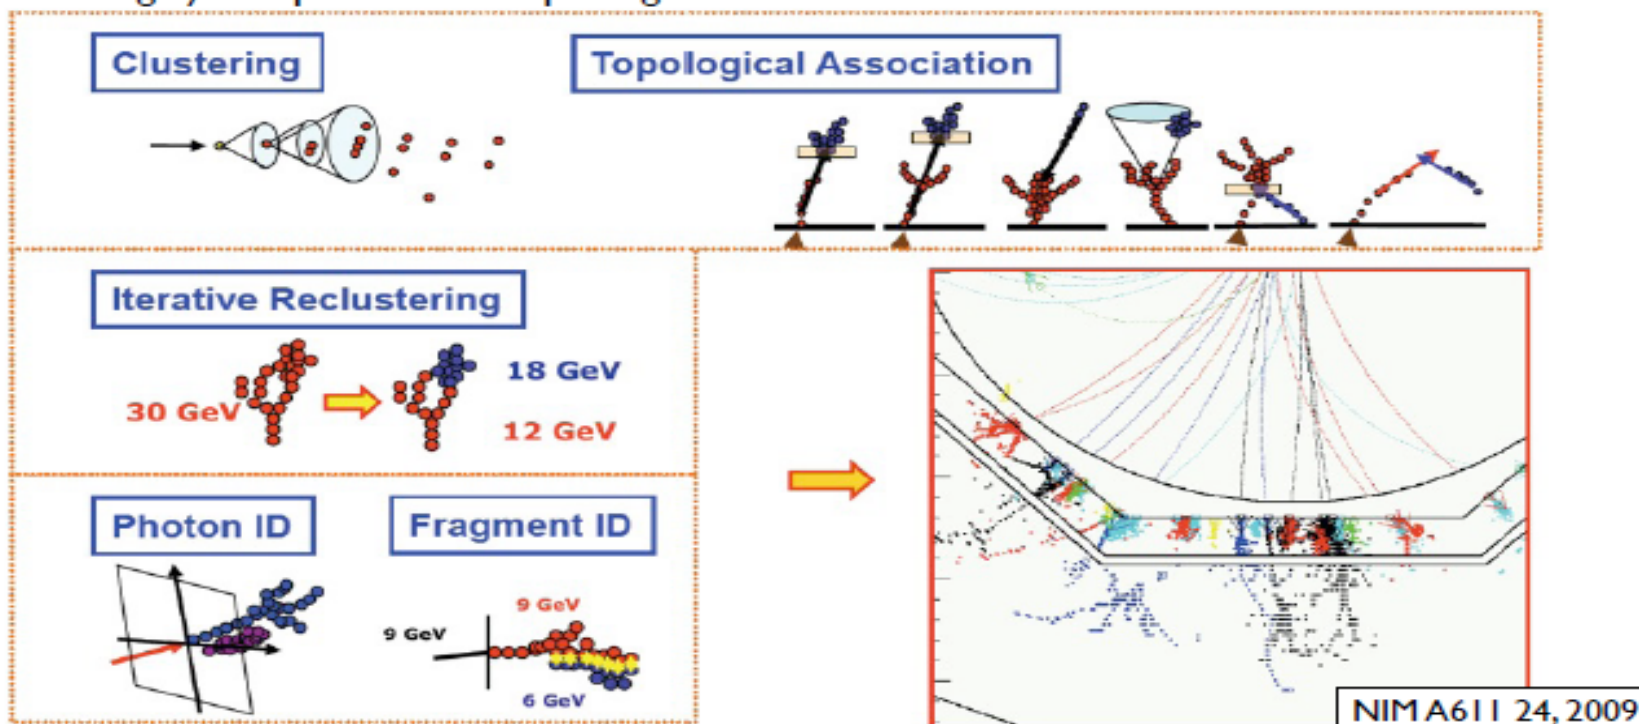 Clustering
Topological Association
Iterative Reclustering
30 GeV
18 GeV
12 GeV
Photon ID
Fragment ID
9 GeV
9 GeV
6 GeV
NIM A611 24, 2009